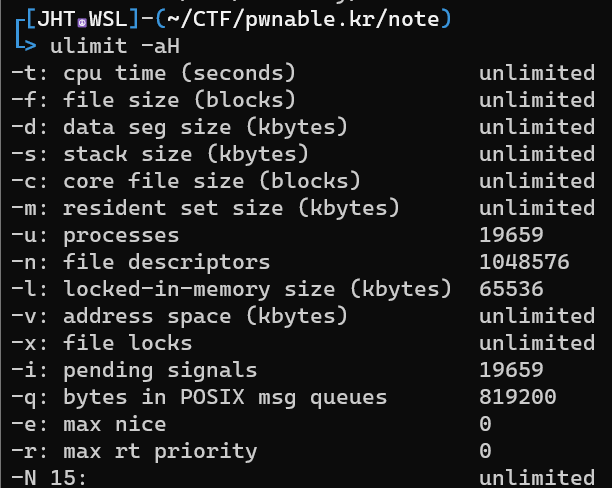 [JHT💀WSL]-(~/CTF/pwnable.kr/note)
> ulimit -aH
-t: cpu time (seconds) unlimited
-f: file size (blocks) unlimited
-d: data seg size (kbytes) unlimited
-s: stack size (kbytes) unlimited
-c: core file size (blocks) unlimited
-m: resident set size (kbytes) unlimited
-u: processes 19659
-n: file descriptors 1048576
-l: locked-in-memory size (kbytes) 65536
-v: address space (kbytes) unlimited
-x: file locks unlimited
-i: pending signals 19659
-q: bytes in POSIX msg queues 819200
-e: max nice 0
-r: max rt priority 0
-N 15: unlimited